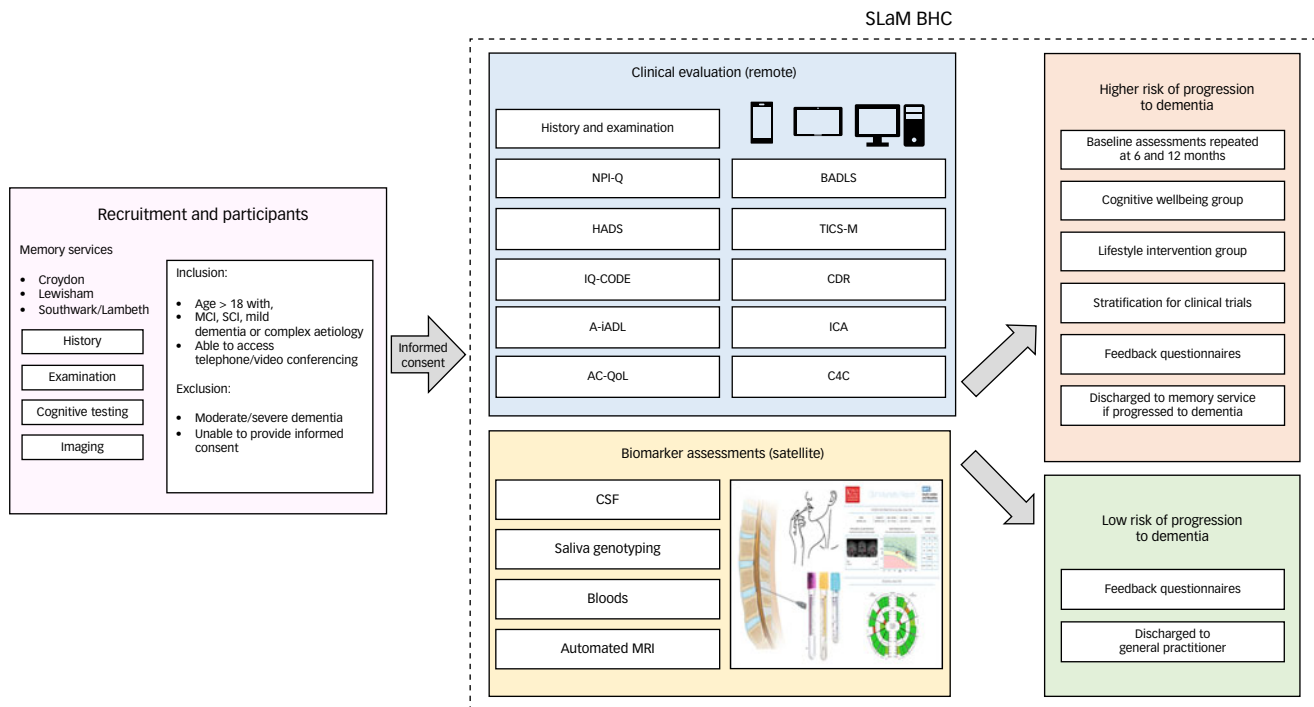 SLaM BHC
Recruitment and participants
Memory services
• Croydon
• Lewisham
• Southwark/Lambeth
History
Examination
Cognitive testing
Imaging
Inclusion:
• Age > 18 with,
• MCI, SCI, mild
dementia or complex aetiology
• Able to access
telephone/video conferencing
Exclusion:
• Moderate/severe dementia
• Unable to provide informed
consent
Informed
consent
Clinical evaluation (remote)
History and examination
NPI-Q
BADLS
HADS
TICS-M
IQ-CODE
CDR
A-iADL
ICA
AC-QoL
C4C
Biomarker assessments (satellite)
CSF
Saliva genotyping
Bloods
Automated MRI
Higher risk of progression
to dementia
Baseline assessments repeated
at 6 and 12 months
Cognitive wellbeing group
Lifestyle intervention group
Stratification for clinical trials
Feedback questionnaires
Discharged to memory service
if progressed to dementia
Low risk of progression
to dementia
Feedback questionnaires
Discharged to
general practitioner